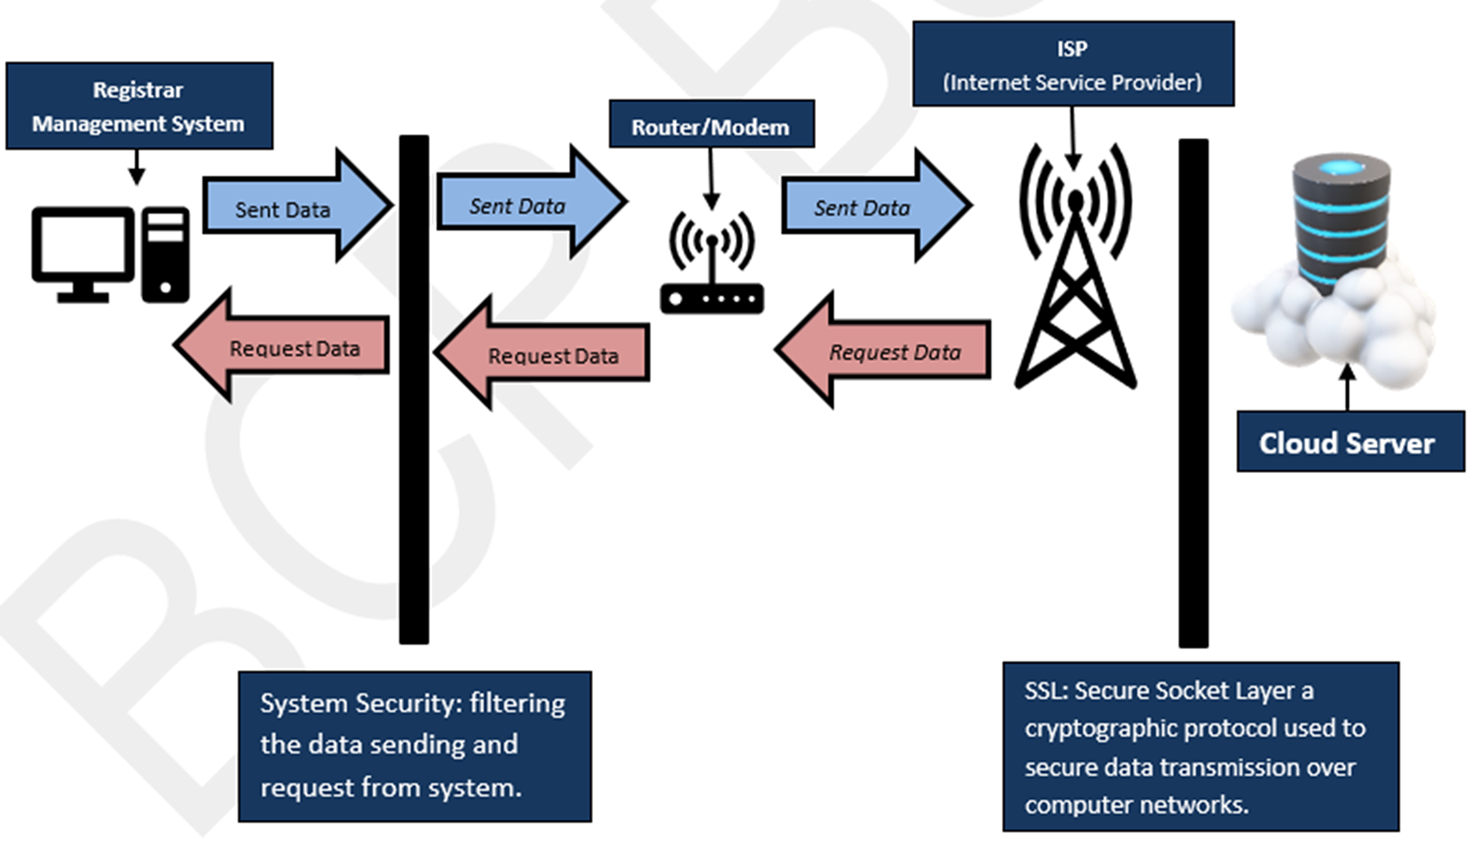 ISP
(Internet Service Provider)
Registrar
Management System
Router/Modem
Sent Data
Sent Data
Sent Data
Request Data
Request Data
Request Data
Cloud Server
System Security: filtering
the data sending and
request from system.
SSL: Secure Socket Layer a
cryptographic protocol used to
secure data transmission over
computer networks.